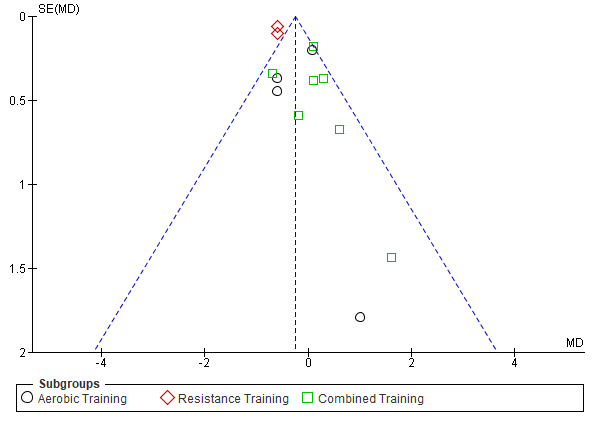 SE(MD)
0
0.5
1
1.5
2
MD
-4 -2 0 2 4
Subgroups
Aerobic Training Resistance Training Combined Training